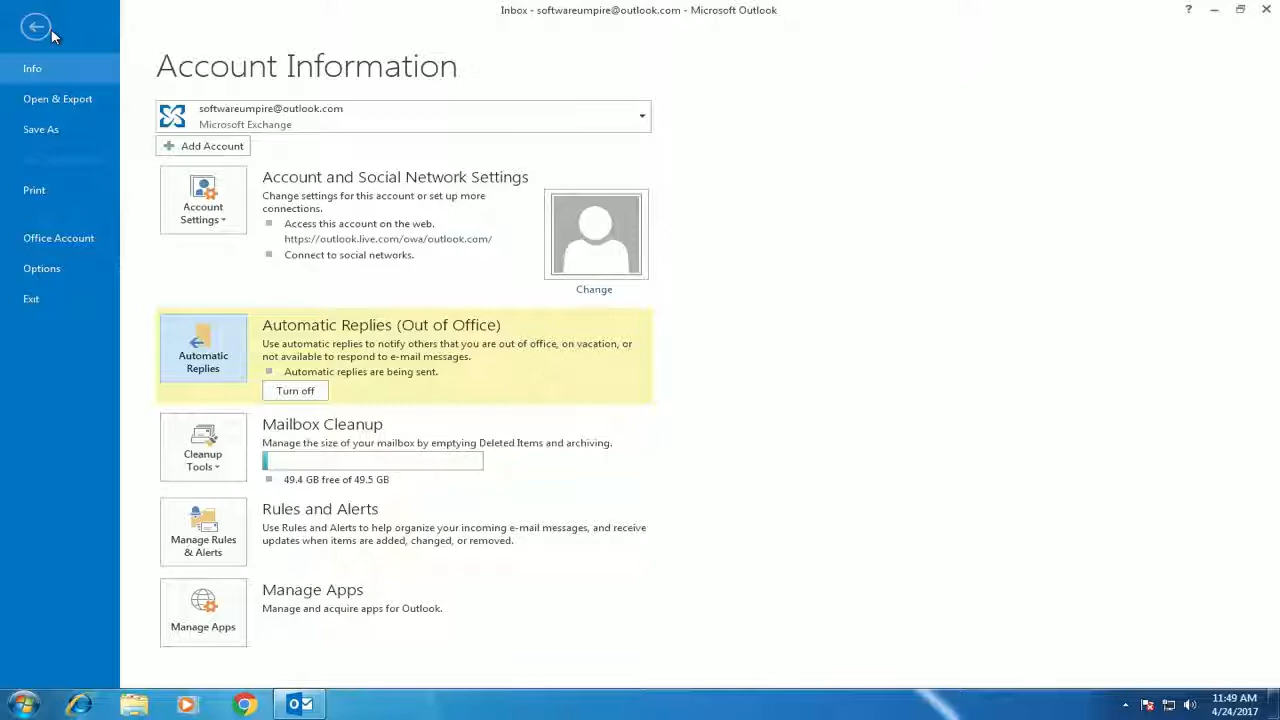 Inbox - softwareumpire@outlook.com - Microsoft Outlook
?
Info
Open & Export
Save As
Print
Office Account
Options
Exit
Account Information
softwareumpire@outlook.com
Microsoft Exchange
Add Account
Account
Settings
Account and Social Network Settings
Change settings for this account or set up more
connections.
Access this account on the web.
https://outlook.live.com/owa/outlook.com/
Connect to social networks.
Change
Automatic
Replies
Automatic Replies (Out of Office)
Use automatic replies to notify others that you are out of office, on vacation, or
not available to respond to e-mail messages.
Automatic replies are being sent.
Turn off
Cleanup
Tools
Mailbox Cleanup
Manage the size of your mailbox by emptying Deleted Items and archiving.
49.4 GB free of 49.5 GB
Manage Rules
& Alerts
Rules and Alerts
Use Rules and Alerts to help organize your incoming e-mail messages, and receive
updates when items are added, changed, or removed.
Manage Apps
Manage Apps
Manage and acquire apps for Outlook.
11:49 AM
4/24/2017